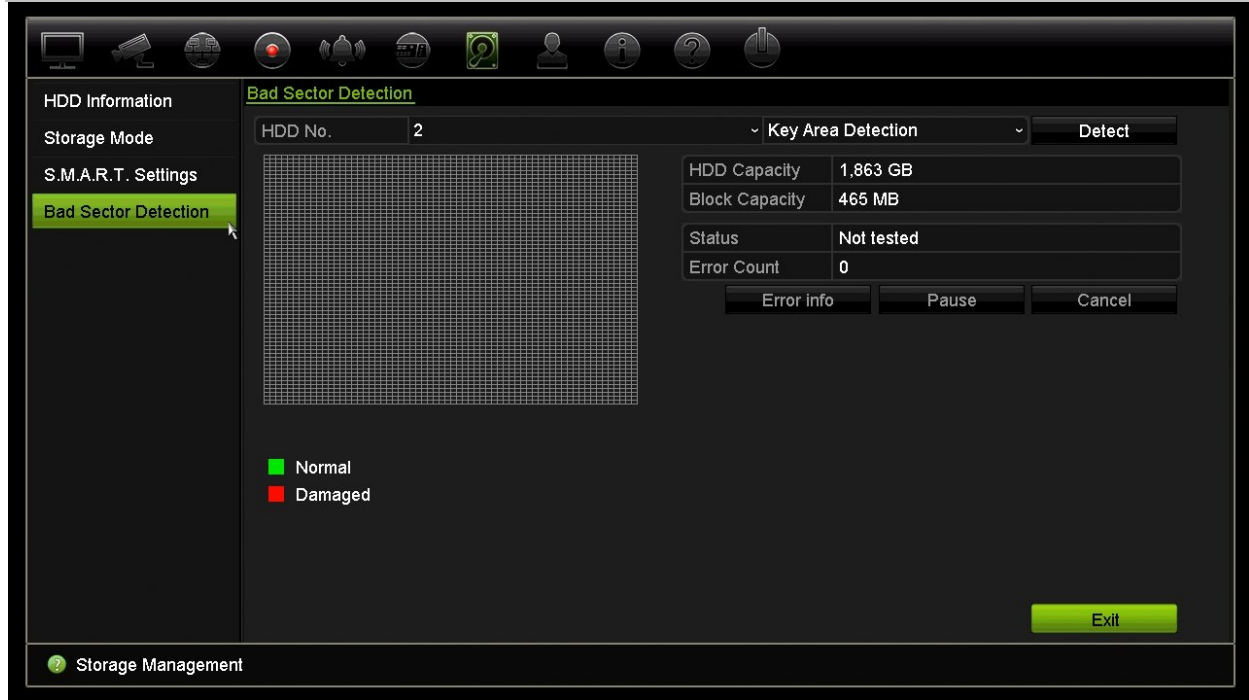 HDD Information
Storage Mode
S.M.A.R.T. Settings
Bad Sector Detection
Bad Sector Detection
HDD No. 2 Key Area Detection Detect
HDD Capacity 1,863 GB
Block Capacity 465 MB
Status Not tested
Error Count 0
Error info Pause Cancel
Normal
Damaged
Exit
Storage Management